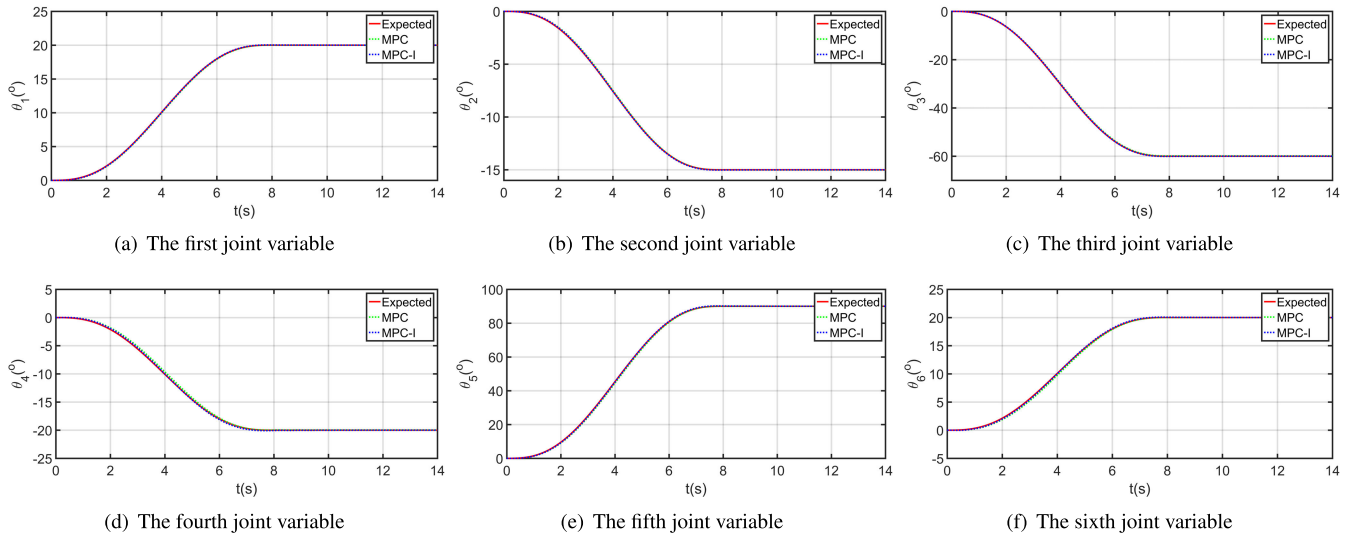 25
20
15
10
5
0
θ1(°)
Expected
MPC
MPC-I
0 2 4 6 8 10 12 14
t(s)
(a) The first joint variable
0
-5
-10
-15
θ2(°)
Expected
MPC
MPC-I
0 2 4 6 8 10 12 14
t(s)
(b) The second joint variable
0
-20
-40
-60
θ3(°)
Expected
MPC
MPC-I
0 2 4 6 8 10 12 14
t(s)
(c) The third joint variable
5
0
-5
-10
-15
-20
-25
θ4(°)
Expected
MPC
MPC-I
0 2 4 6 8 10 12 14
t(s)
(d) The fourth joint variable
100
80
60
40
20
0
θ5(°)
Expected
MPC
MPC-I
0 2 4 6 8 10 12 14
t(s)
(e) The fifth joint variable
25
20
15
10
5
0
-5
θ6(°)
Expected
MPC
MPC-I
0 2 4 6 8 10 12 14
t(s)
(f) The sixth joint variable